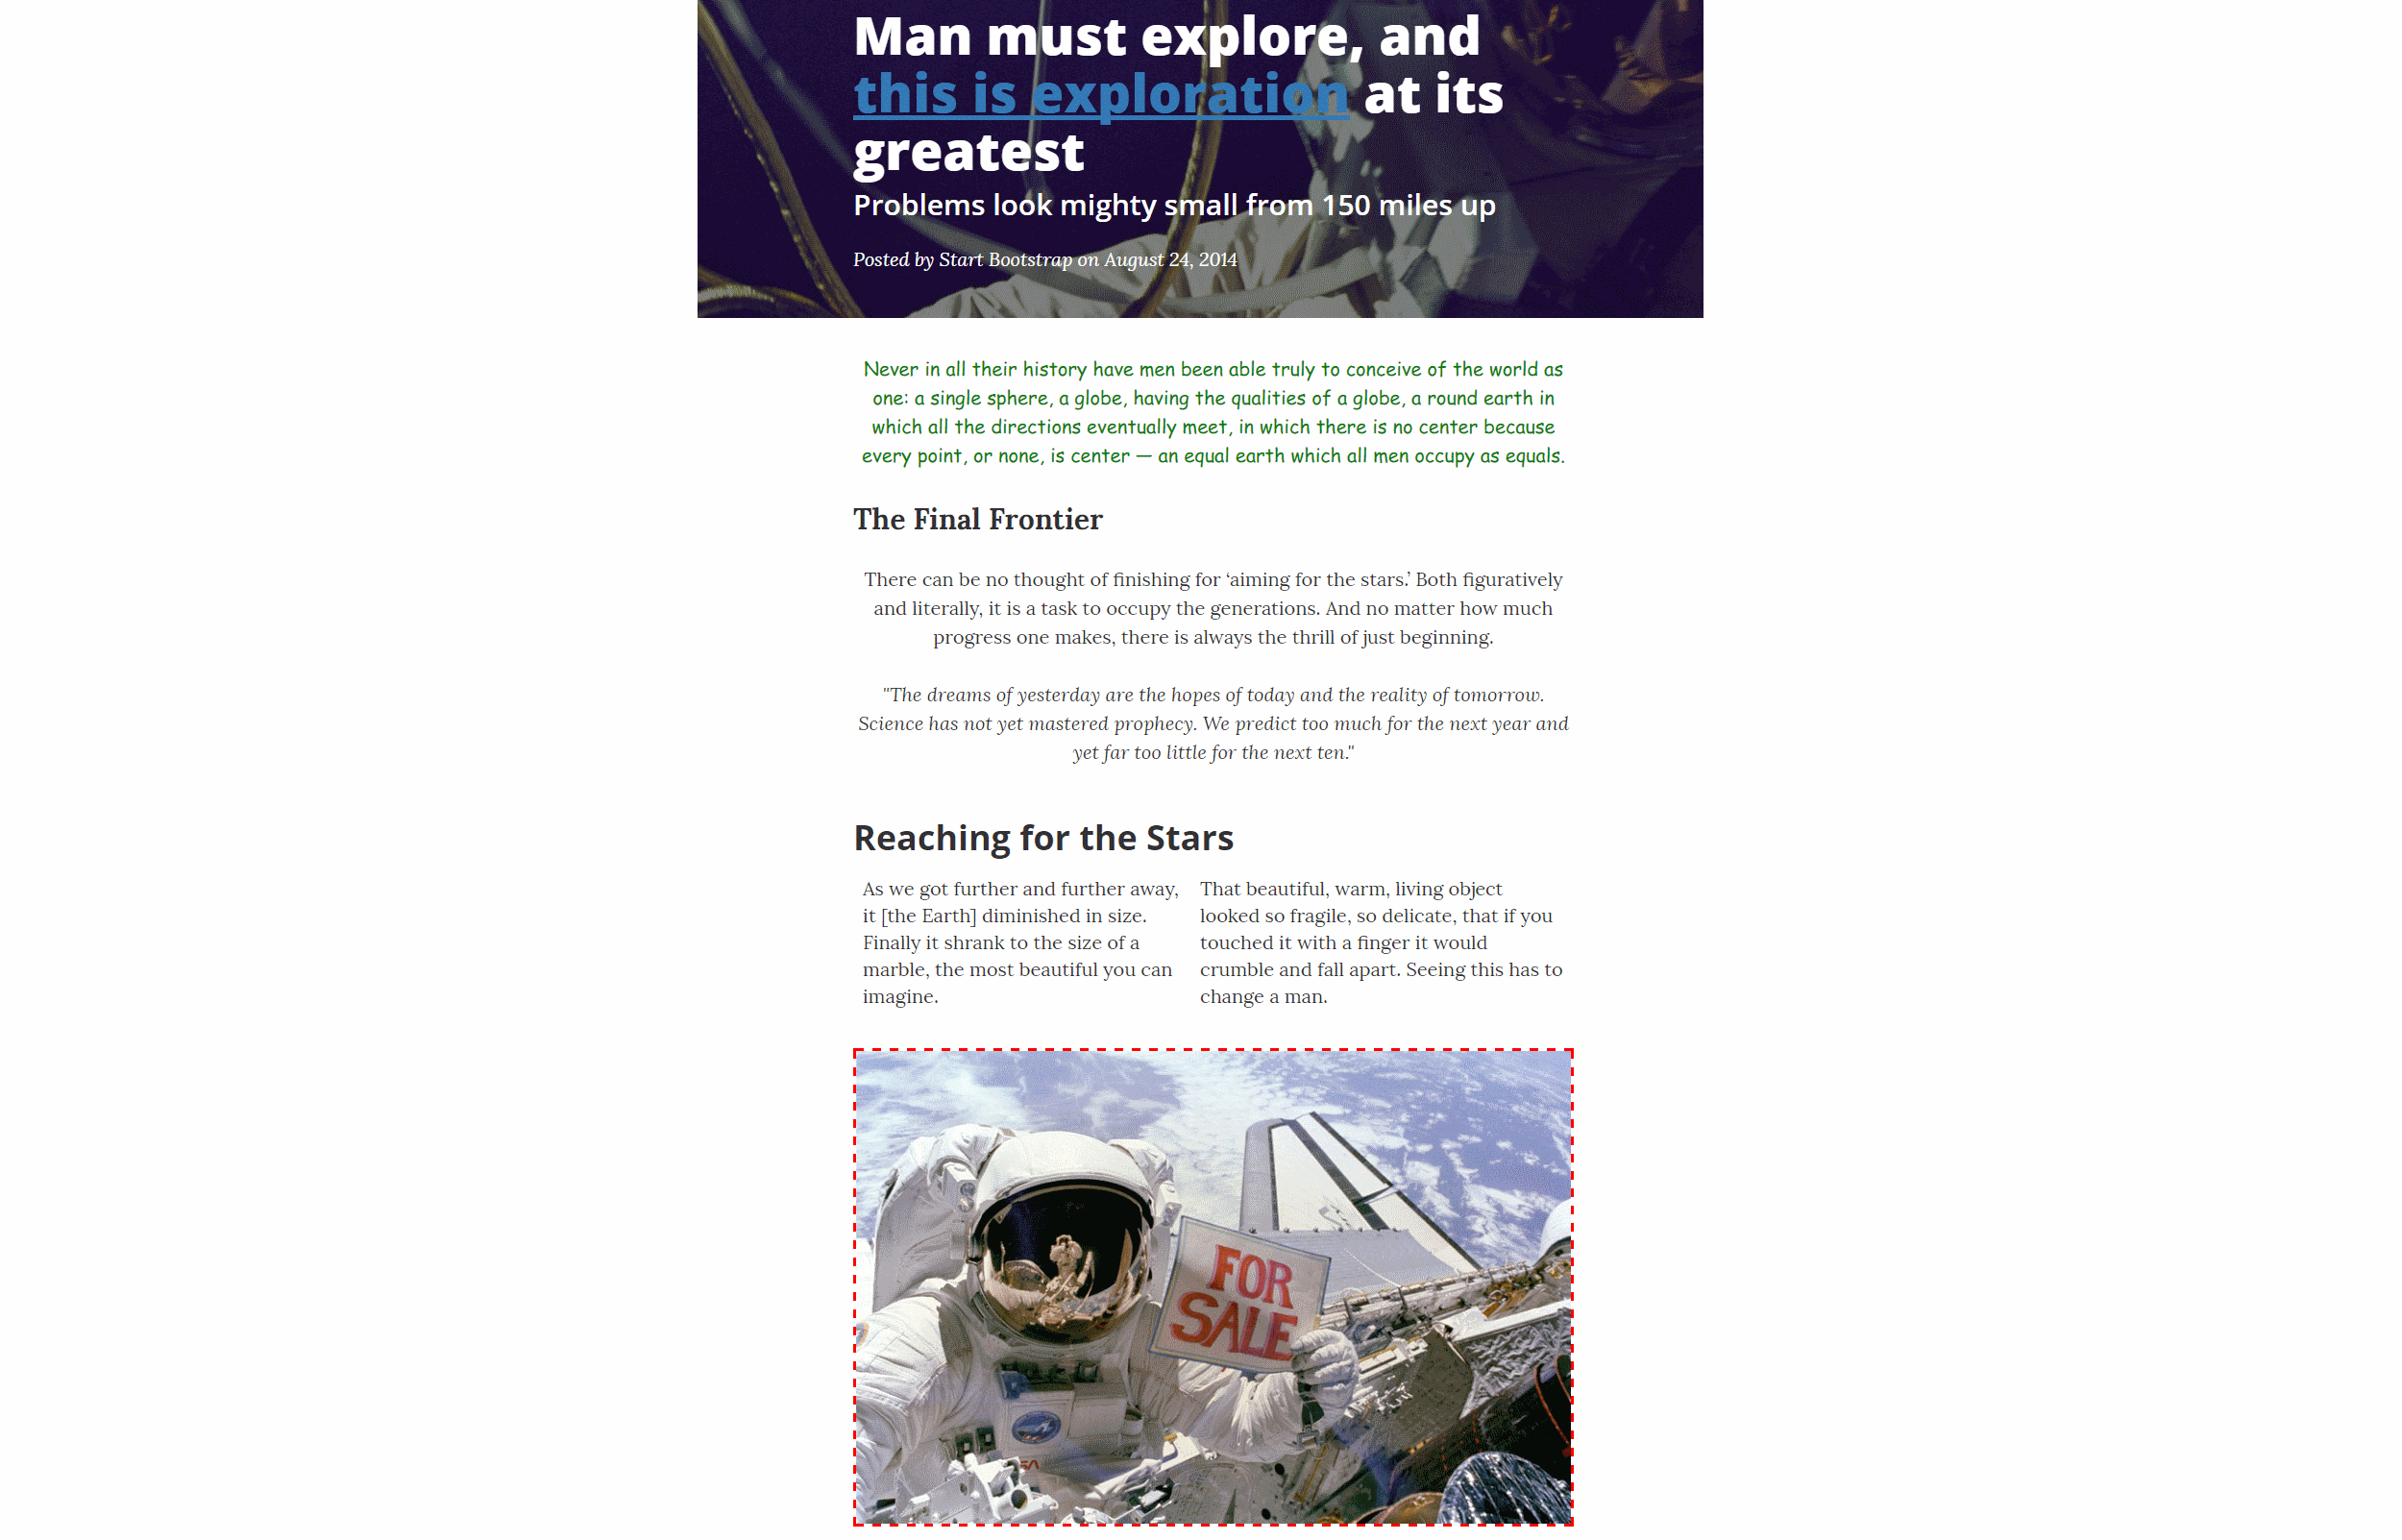 Man must explore, and
this is exploration at its
greatest
Problems look mighty small from 150 miles up
Posted by Start Bootstrap on August 24, 2014
Never in all their history have men been able truly to conceive of the world as
one: a single sphere, a globe, having the qualities of a globe, a round earth in
which all the directions eventually meet, in which there is no center because
every point, or none, is center — an equal earth which all men occupy as equals.
The Final Frontier
There can be no thought of finishing for ‘aiming for the stars.’ Both figuratively
and literally, it is a task to occupy the generations. And no matter how much
progress one makes, there is always the thrill of just beginning.
"The dreams of yesterday are the hopes of today and the reality of tomorrow.
Science has not yet mastered prophecy. We predict too much for the next year and
yet far too little for the next ten."
Reaching for the Stars
As we got further and further away,
it [the Earth] diminished in size.
Finally it shrank to the size of a
marble, the most beautiful you can
imagine.
That beautiful, warm, living object
looked so fragile, so delicate, that if you
touched it with a finger it would
crumble and fall apart. Seeing this has to
change a man.
FOR
SALE